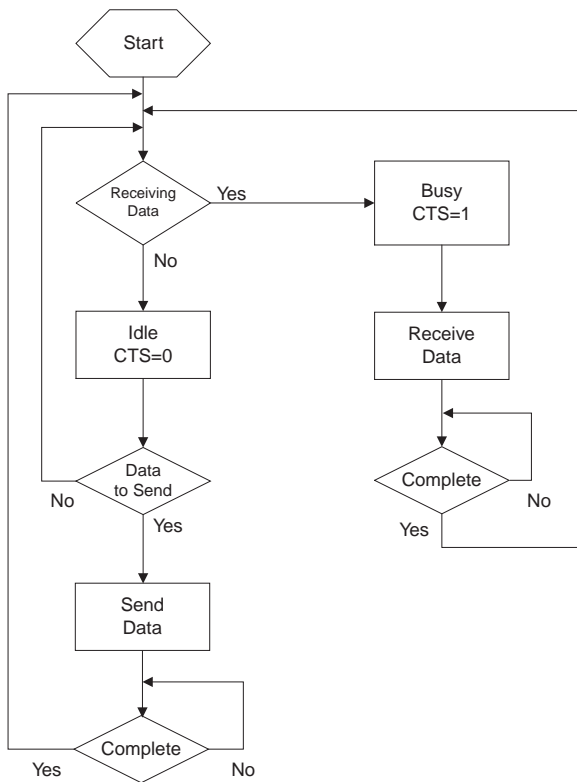 Start
Receiving
Data
Yes
No
Busy
CTS=1
Idle
CTS=0
Receive
Data
Data
to Send
No
Yes
Complete
No
Yes
Send
Data
Complete
Yes
No